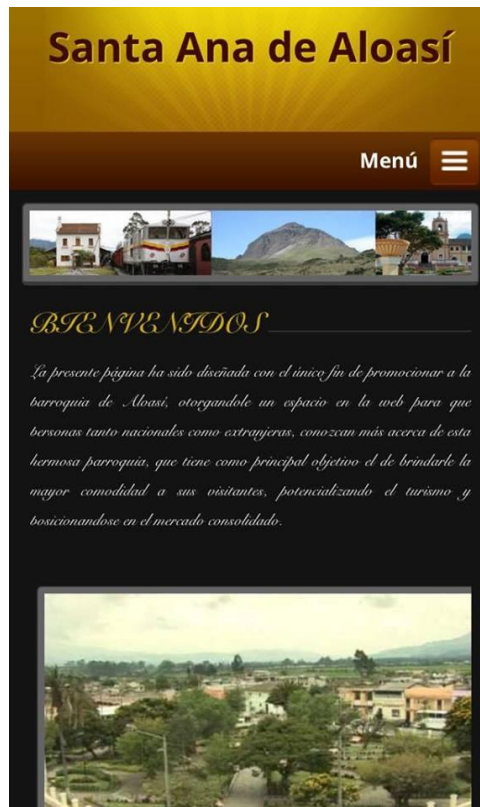 Santa Ana de Aloasí
Menú
BIENVENIDOS
La presente página ha sido diseñada con el único fin de promocionar a la
parroquia de Aloasí, otorgandole un espacio en la web para que
personas tanto nacionales como extranjeras, conozcan más acerca de esta
hermosa parroquia, que tiene como principal objetivo el de brindarle la
mayor comodidad a sus visitantes, potencializando el turismo y
posicionandose en el mercado consolidado.